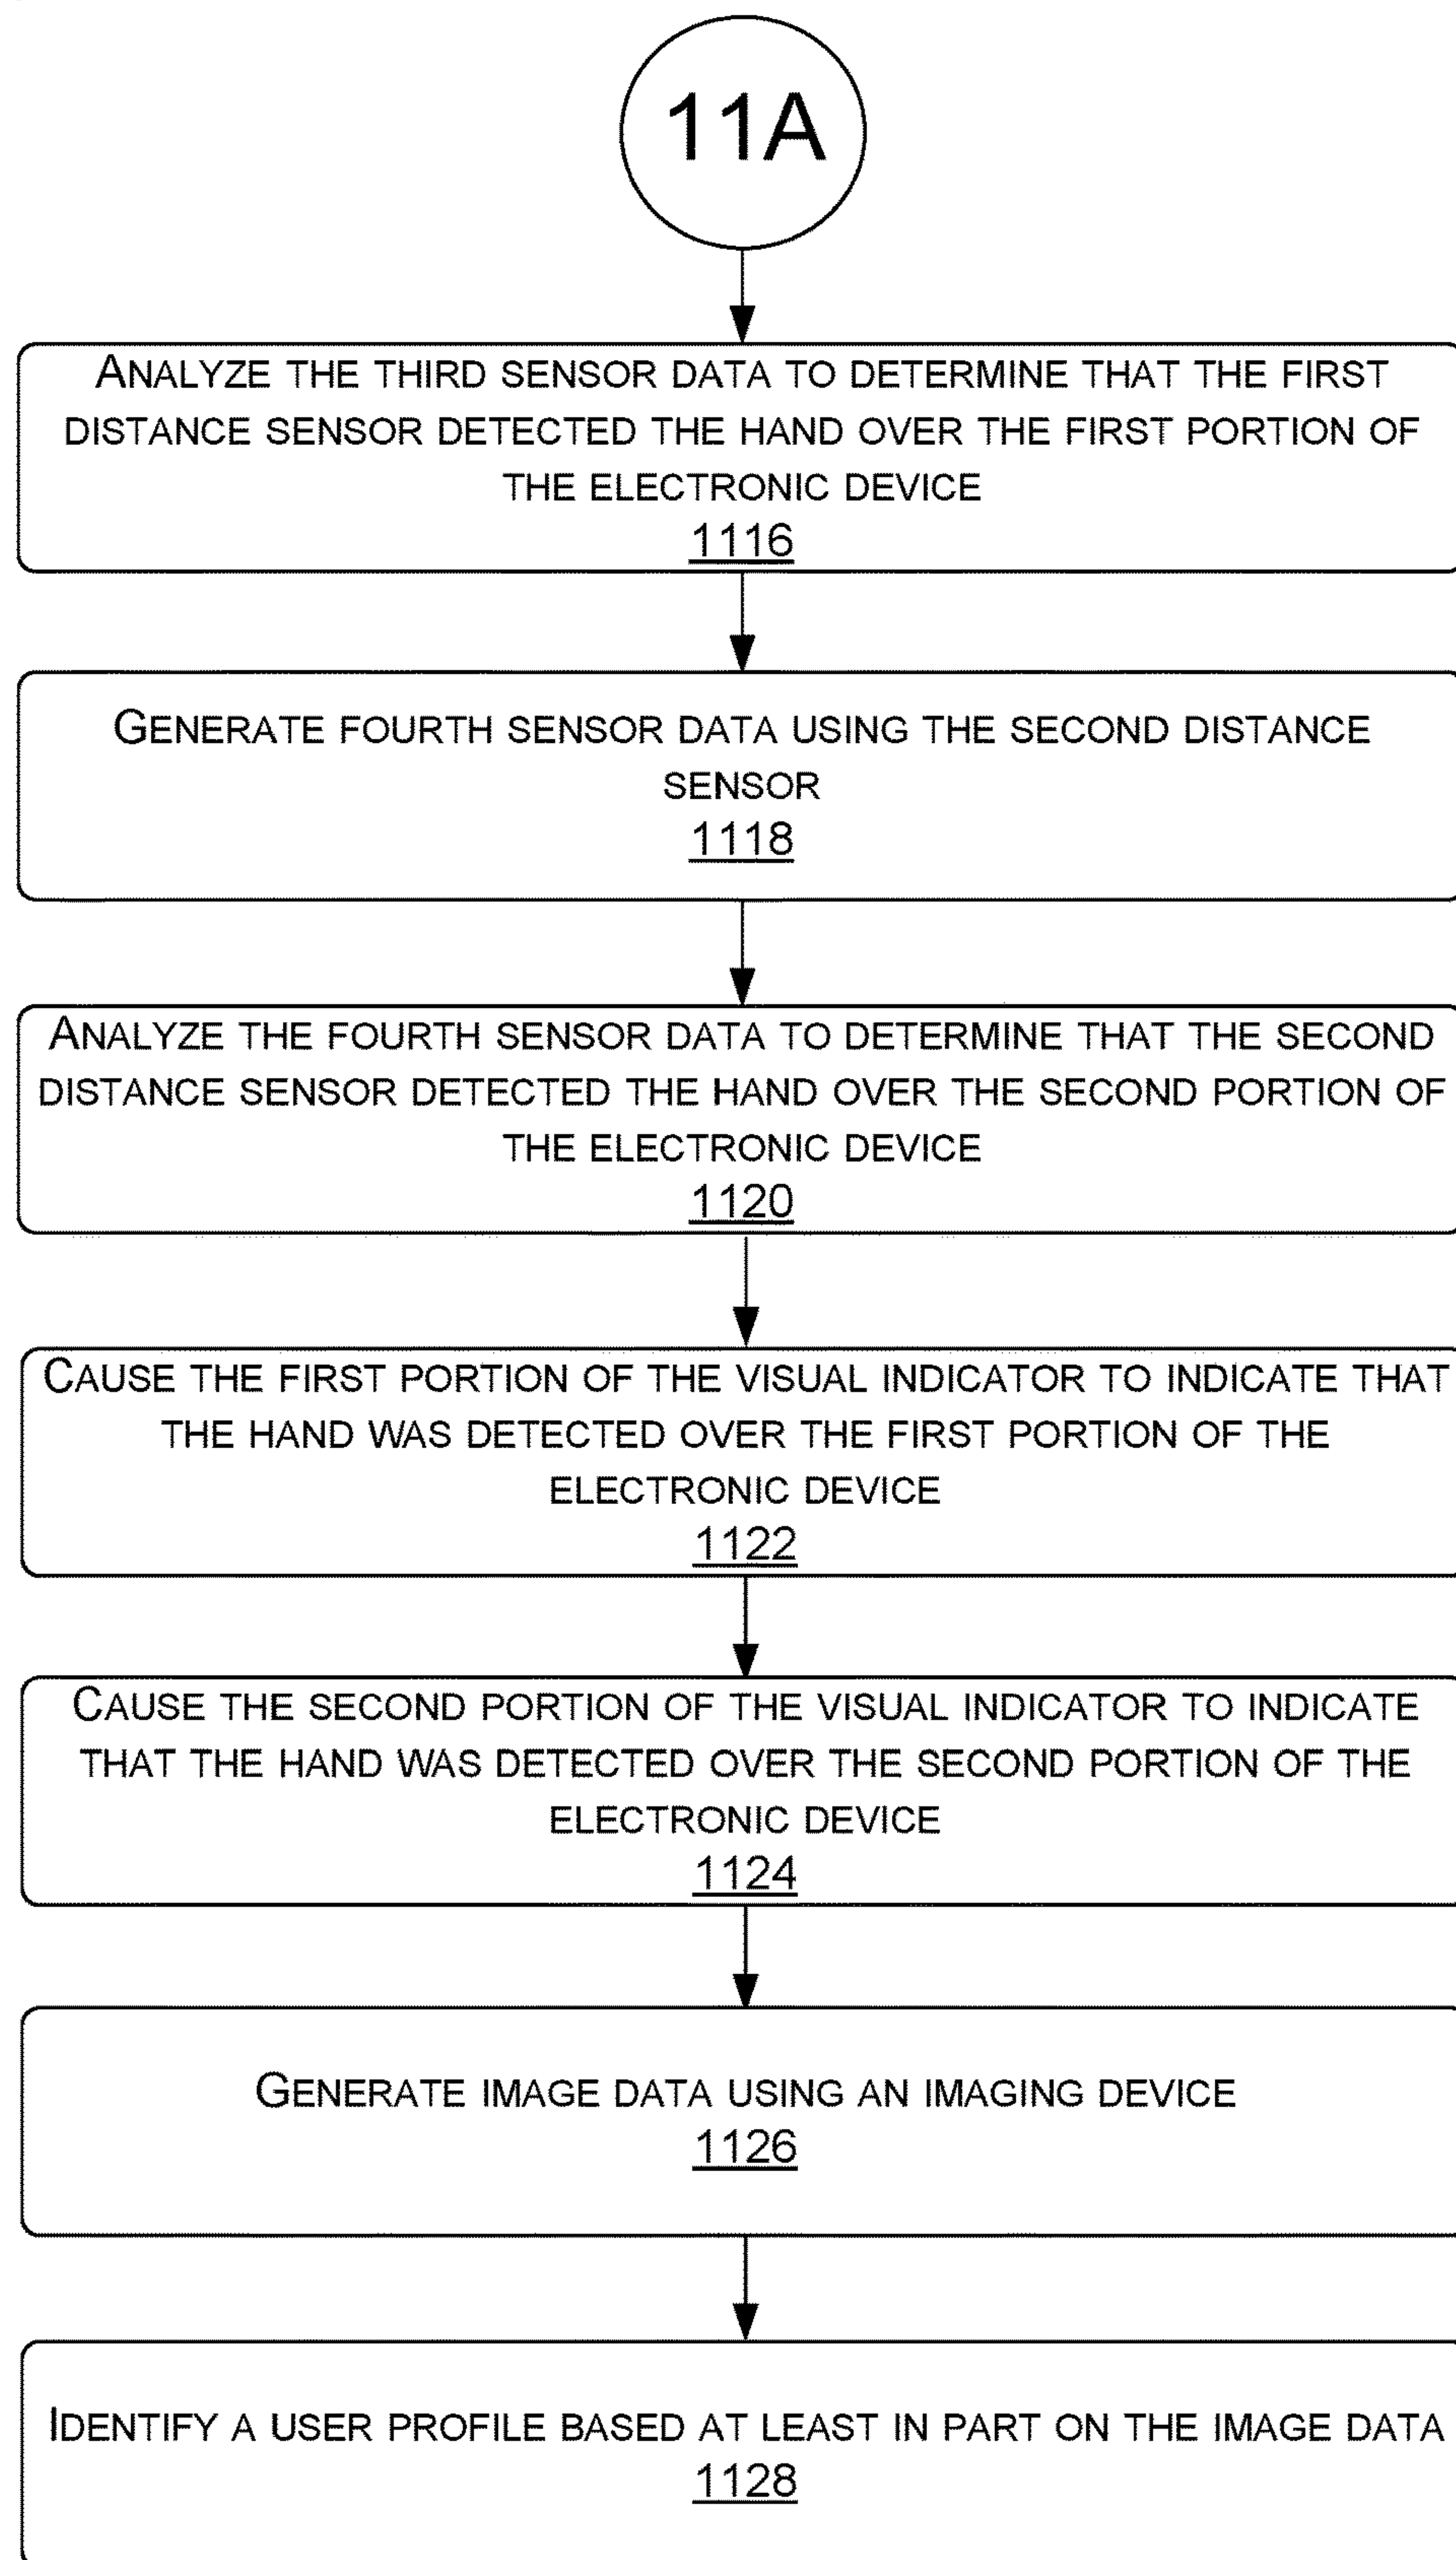 11A
ANALYZE THE THIRD SENSOR DATA TO DETERMINE THAT THE FIRST
DISTANCE SENSOR DETECTED THE HAND OVER THE FIRST PORTION OF
THE ELECTRONIC DEVICE
1116
GENERATE FOURTH SENSOR DATA USING THE SECOND DISTANCE
SENSOR
1118
ANALYZE THE FOURTH SENSOR DATA TO DETERMINE THAT THE SECOND
DISTANCE SENSOR DETECTED THE HAND OVER THE SECOND PORTION OF
THE ELECTRONIC DEVICE
1120
CAUSE THE FIRST PORTION OF THE VISUAL INDICATOR TO INDICATE THAT
THE HAND WAS DETECTED OVER THE FIRST PORTION OF THE
ELECTRONIC DEVICE
1122
CAUSE THE SECOND PORTION OF THE VISUAL INDICATOR TO INDICATE
THAT THE HAND WAS DETECTED OVER THE SECOND PORTION OF THE
ELECTRONIC DEVICE
1124
GENERATE IMAGE DATA USING AN IMAGING DEVICE
1126
IDENTIFY A USER PROFILE BASED AT LEAST IN PART ON THE IMAGE DATA
1128